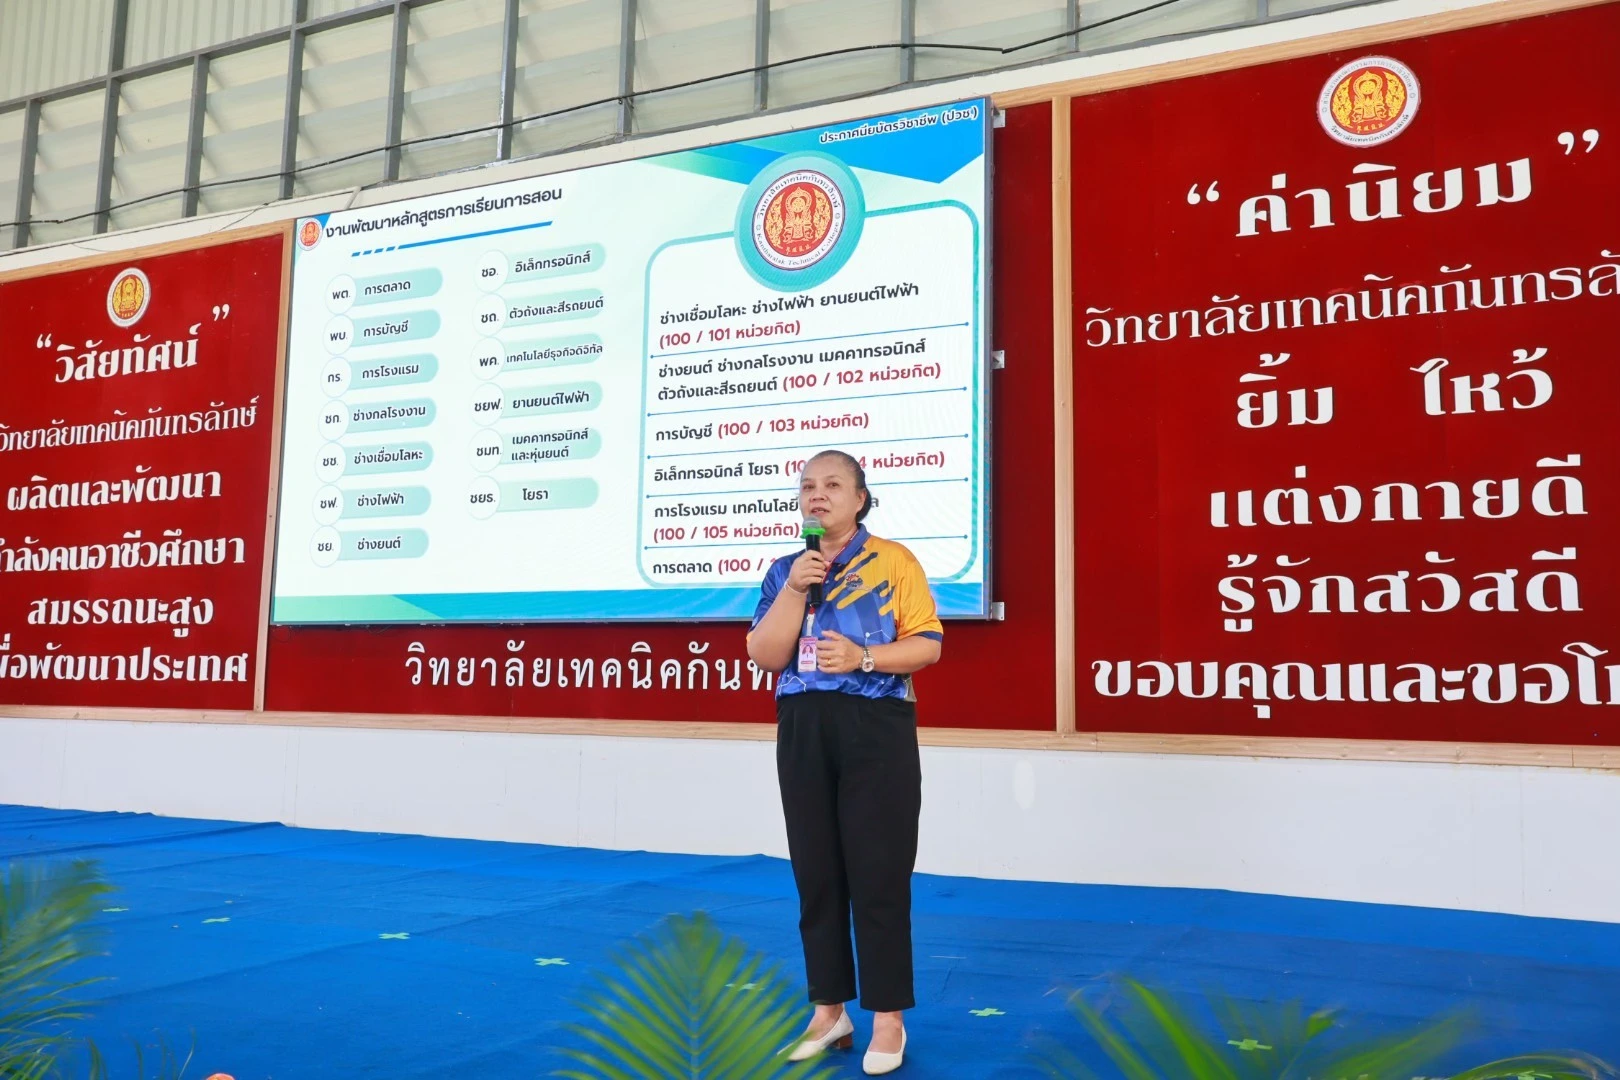 “วิสัยทัศน์”
วิทยาลัยเทคนิคกันทรลักษ์
ผลิตและพัฒนา
กำลังคนอาชีวศึกษา
สมรรถนะสูง
พัฒนาประเทศ
งานพัฒนาหลักสูตรการเรียนการสอน
พต. การตลาด
พบ. การบัญชี
กร. การโรงแรม
ชก. ช่างกลโรงงาน
ชช. ช่างเชื่อมโลหะ
ชฟ. ช่างไฟฟ้า
ชย. ช่างยนต์
ชอ. อิเล็กทรอนิกส์
ชถ. ตัวถังและสีรถยนต์
พค. เทคโนโลยีธุรกิจดิจิทัล
ชยฟ. ยานยนต์ไฟฟ้า
ชมท. เมคคาทรอนิกส์
และหุ่นยนต์
ชยธ. โยธา
ประกาศนียบัตรวิชาชีพ (ปวช.)
วิทยาลัยเทคนิคกันทรลักษ์
Kantharalak Technical College
ช่างเชื่อมโลหะ ช่างไฟฟ้า ยานยนต์ไฟฟ้า
(100 / 101 หน่วยกิต)
ช่างยนต์ ช่างกลโรงงาน เมคคาทรอนิกส์
ตัวถังและสีรถยนต์ (100 / 102 หน่วยกิต)
การบัญชี (100 / 103 หน่วยกิต)
อิเล็กทรอนิกส์ โยธา (10 4 หน่วยกิต)
การโรงแรม เทคโนโลยี ล
(100 / 105 หน่วยกิต)
การตลาด (100 /
วิทยาลัยเทคนิคกัน
“ค่านิยม”
วิทยาลัยเทคนิคกันทรลั
ยิ้ม ไหว้
แต่งกายดี
รู้จักสวัสดี
ขอบคุณและขอโ